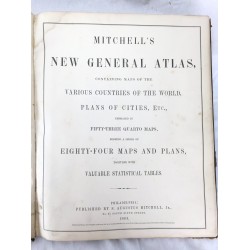 MITCHELL'S
NEW GENERAL ATLAS,
CONTAINING MAPS OF THE
VARIOUS COUNTRIES OF THE WORLD,
PLANS OF CITIES, ETC.,
EMBRACED IN
FIFTY-THREE QUARTO MAPS,
FORMING A SERIES OF
EIGHTY-FOUR MAPS AND PLANS,
TOGETHER WITH
VALUABLE STATISTICAL TABLES.
PHILADELPHIA:
PUBLISHED BY S. AUGUSTUS MITCHELL, JR.